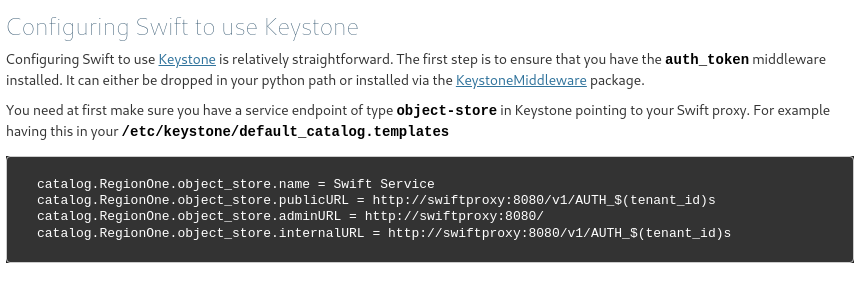 Configuring Swift to use Keystone
Configuring Swift to use Keystone is relatively straightforward. The first step is to ensure that you have the auth_token middleware
installed. It can either be dropped in your python path or installed via the KeystoneMiddleware package.
You need at first make sure you have a service endpoint of type object-store in Keystone pointing to your Swift proxy. For example
having this in your /etc/keystone/default_catalog.templates
catalog.RegionOne.object_store.name = Swift Service
catalog.RegionOne.object_store.publicURL = http://swiftproxy:8080/v1/AUTH_$(tenant_id)s
catalog.RegionOne.object_store.adminURL = http://swiftproxy:8080/
catalog.RegionOne.object_store.internalURL = http://swiftproxy:8080/v1/AUTH_$(tenant_id)s